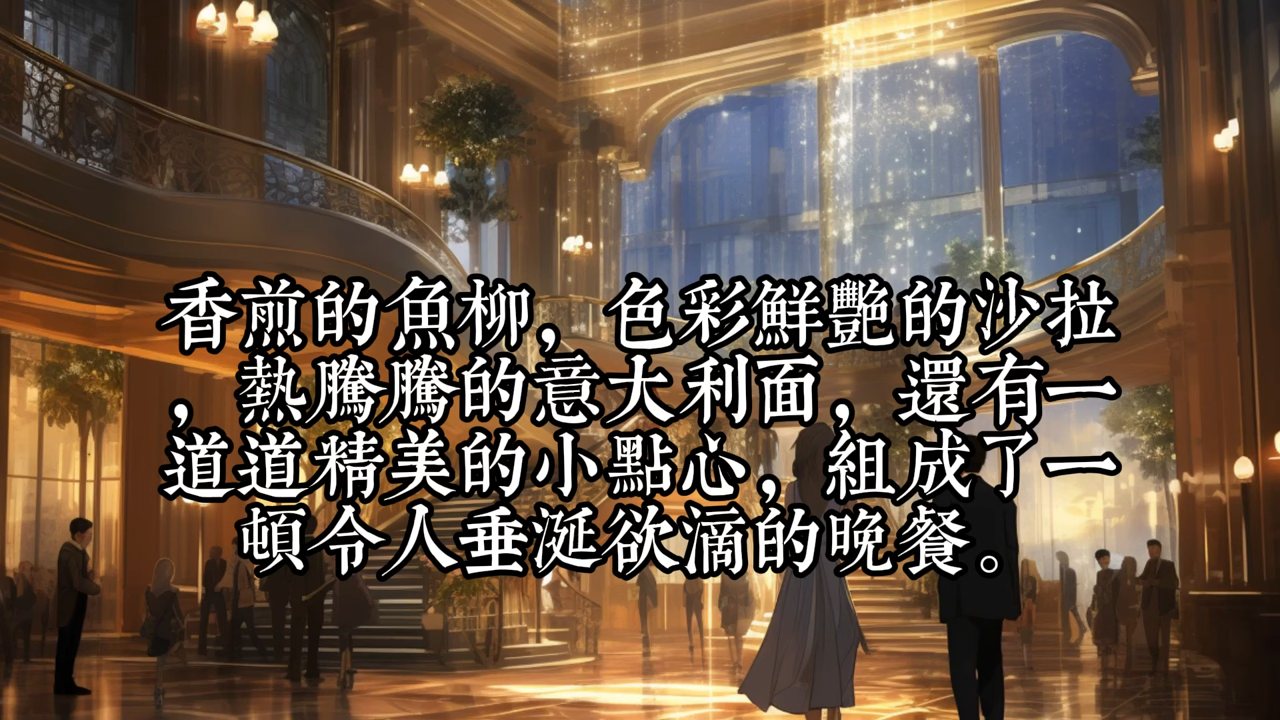 香煎的魚柳，色彩鮮艷的沙拉
，熱騰騰的意大利面，還有一
道道精美的小點心，組成了一
頓令人垂涎欲滴的晚餐。